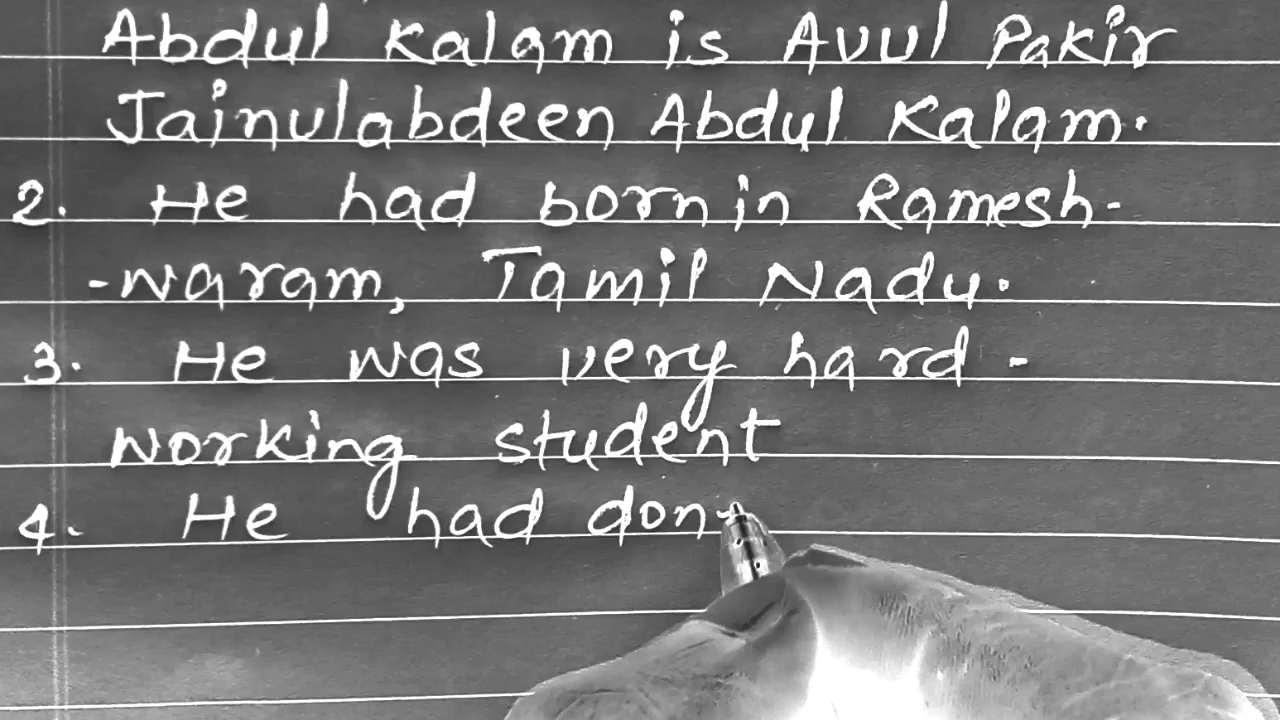 Abdul Kalam is Avul Pakir
Jainulabdeen Abdul Kalam.
2. He had born in Ramesh-
-waram, Tamil Nadu.
3. He was very hard-
working student
4. He had don